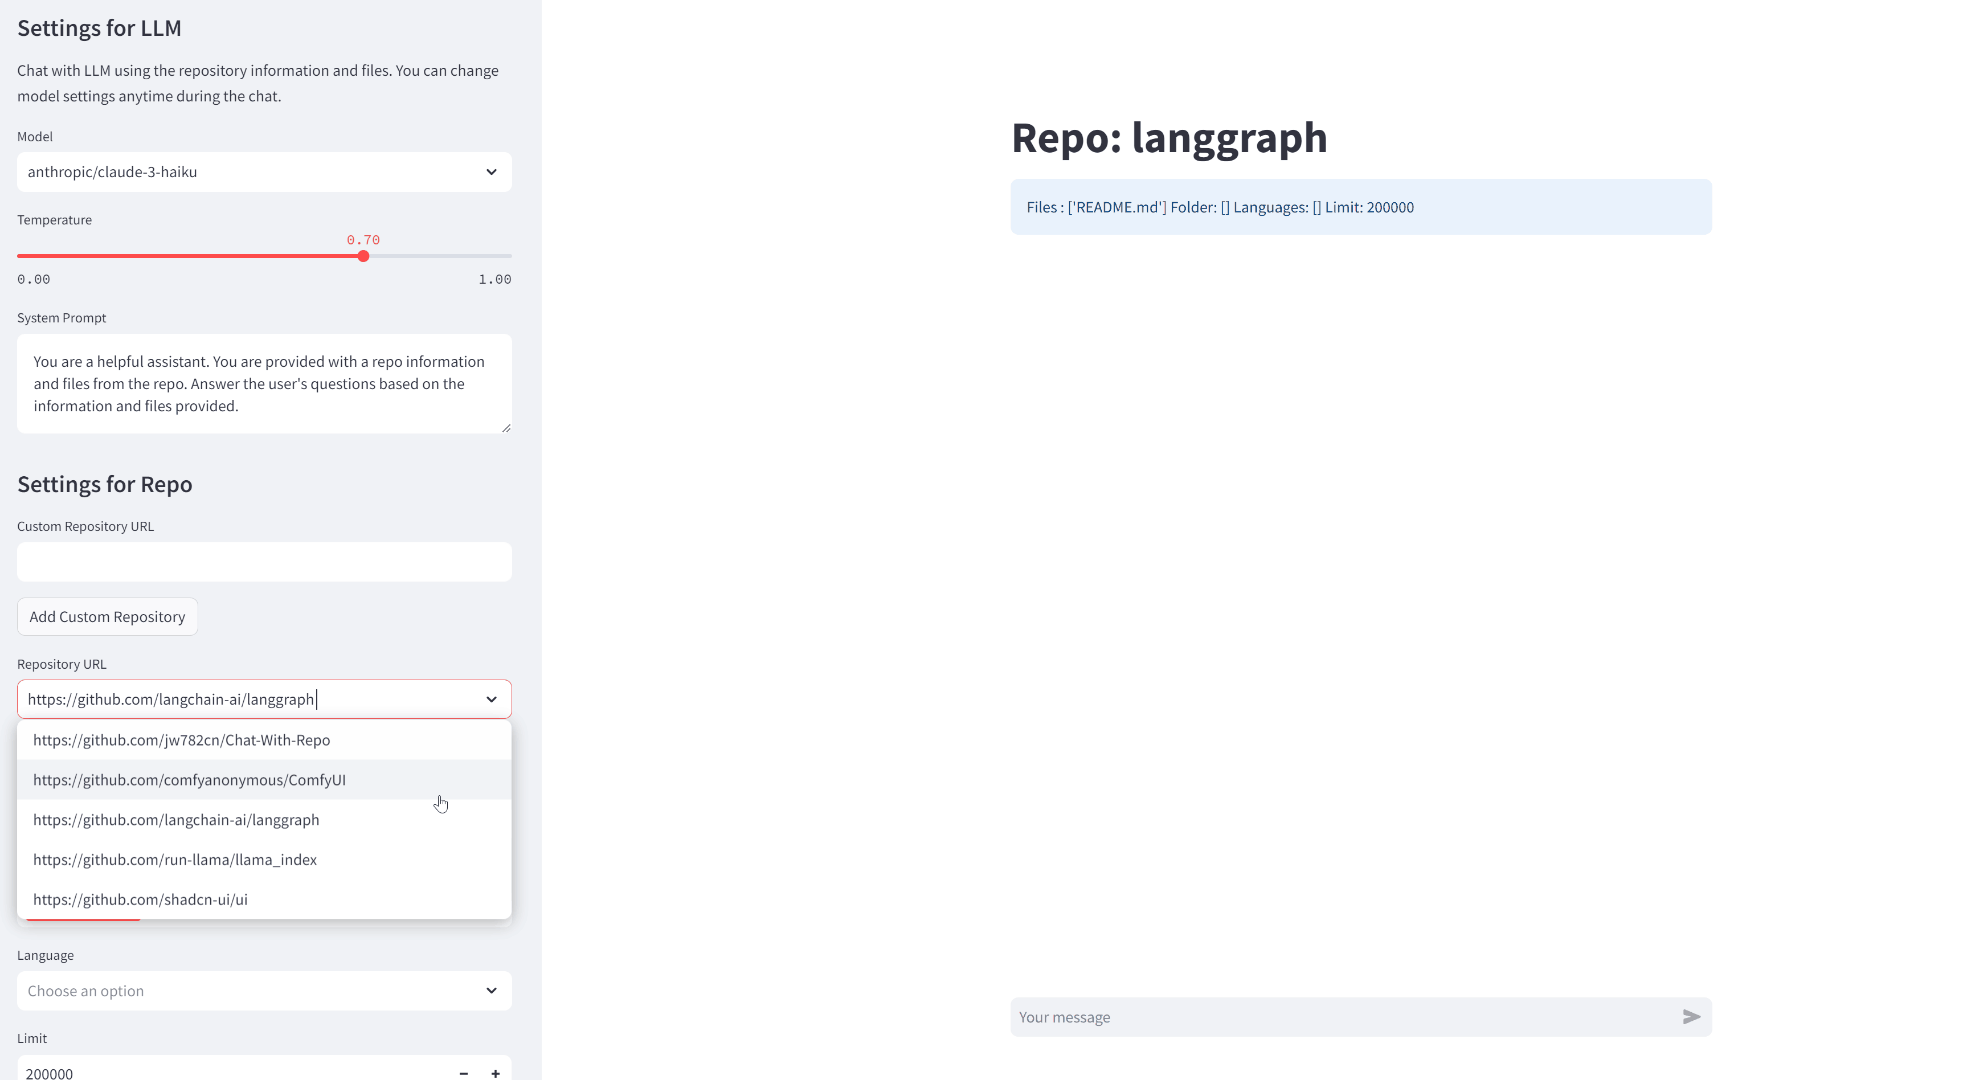 Settings for LLM
Chat with LLM using the repository information and files. You can change
model settings anytime during the chat.
Model
anthropic/claude-3-haiku
Temperature
0.70
0.00 1.00
System Prompt
You are a helpful assistant. You are provided with a repo information
and files from the repo. Answer the user's questions based on the
information and files provided.
Settings for Repo
Custom Repository URL
Add Custom Repository
Repository URL
https://github.com/langchain-ai/langgraph
https://github.com/jw782cn/Chat-With-Repo
https://github.com/comfyanonymous/ComfyUI
https://github.com/langchain-ai/langgraph
https://github.com/run-llama/llama_index
https://github.com/shadcn-ui/ui
Language
Choose an option
Limit
200000
Repo: langgraph
Files : ['README.md'] Folder: [] Languages: [] Limit: 200000
Your message